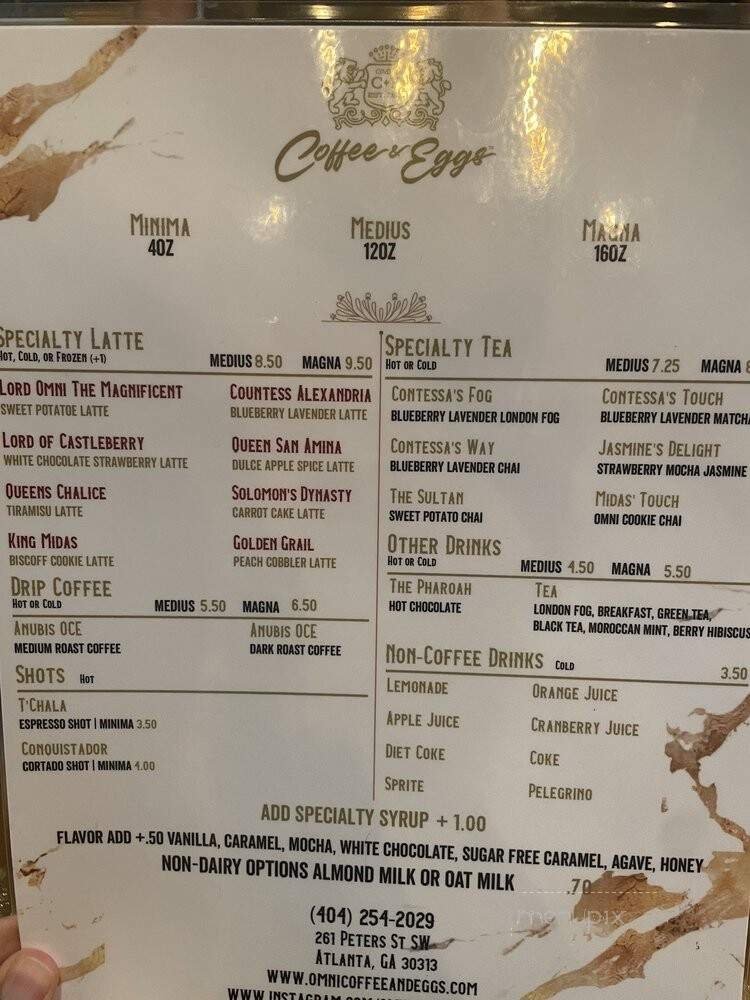 Coffee & Eggs
MINIMA
4OZ
MEDIUS
12OZ
MAGNA
16OZ
SPECIALTY LATTE
HOT, COLD, OR FROZEN (+1)
MEDIUS 8.50 MAGNA 9.50
LORD OMNI THE MAGNIFICENT
SWEET POTATOE LATTE
COUNTESS ALEXANDRIA
BLUEBERRY LAVENDER LATTE
LORD OF CASTLEBERRY
WHITE CHOCOLATE STRAWBERRY LATTE
QUEEN SAN AMINA
DULCE APPLE SPICE LATTE
QUEENS CHALICE
TIRAMISU LATTE
SOLOMON'S DYNASTY
CARROT CAKE LATTE
KING MIDAS
BISCOFF COOKIE LATTE
GOLDEN GRAIL
PEACH COBBLER LATTE
DRIP COFFEE
HOT OR COLD
MEDIUS 5.50 MAGNA 6.50
ANUBIS OCE
MEDIUM ROAST COFFEE
ANUBIS OCE
DARK ROAST COFFEE
SHOTS HOT
T'CHALA
ESPRESSO SHOT | MINIMA 3.50
CONQUISTADOR
CORTADO SHOT | MINIMA 4.00
SPECIALTY TEA
HOT OR COLD
MEDIUS 7.25 MAGNA
CONTESSA'S FOG
BLUEBERRY LAVENDER LONDON FOG
CONTESSA'S TOUCH
BLUEBERRY LAVENDER MATCHA
CONTESSA'S WAY
BLUEBERRY LAVENDER CHAI
JASMINE'S DELIGHT
STRAWBERRY MOCHA JASMINE
THE SULTAN
SWEET POTATO CHAI
MIDAS' TOUCH
OMNI COOKIE CHAI
OTHER DRINKS
HOT OR COLD
MEDIUS 4.50 MAGNA 5.50
THE PHAROAH
HOT CHOCOLATE
TEA
LONDON FOG, BREAKFAST, GREEN TEA,
BLACK TEA, MOROCCAN MINT, BERRY HIBISCUS
NON-COFFEE DRINKS COLD
3.50
LEMONADE
ORANGE JUICE
APPLE JUICE
CRANBERRY JUICE
DIET COKE
COKE
SPRITE
PELEGRINO
ADD SPECIALTY SYRUP + 1.00
FLAVOR ADD +.50 VANILLA, CARAMEL, MOCHA, WHITE CHOCOLATE, SUGAR FREE CARAMEL, AGAVE, HONEY
NON-DAIRY OPTIONS ALMOND MILK OR OAT MILK .70
menupix
(404) 254-2029
261 PETERS ST SW
ATLANTA, GA 30313
WWW.OMNICOFFEEANDEGGS.COM